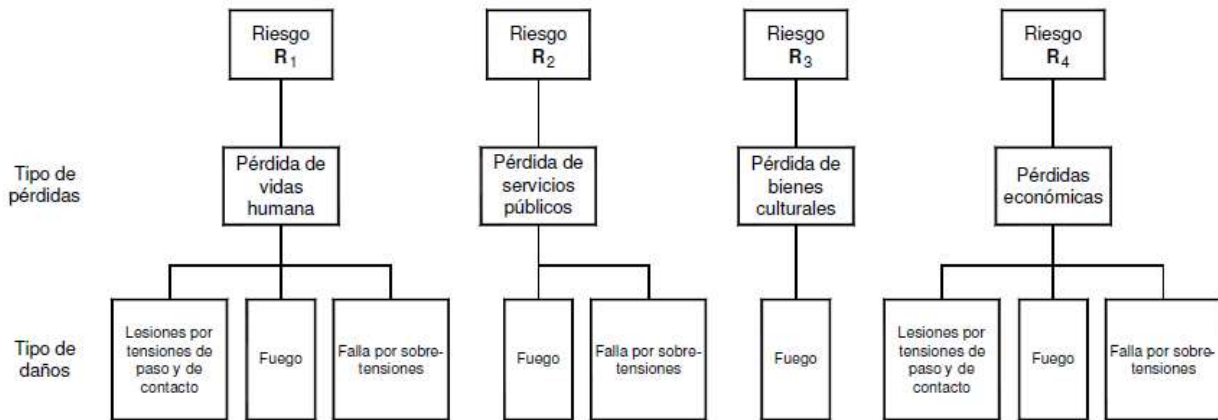 Riesgo
R1
Riesgo
R2
Riesgo
R3
Riesgo
R4
Tipo de
pérdidas
Pérdida de
vidas
humana
Pérdida de
servicios
públicos
Pérdida de
bienes
culturales
Pérdidas
económicas
Tipo de
daños
Lesiones por
tensiones de
paso y de
contacto
Fuego
Falla por sobre-
tensiones
Fuego
Falla por sobre-
tensiones
Fuego
Lesiones por
tensiones de
paso y de
contacto
Fuego
Falla por sobre-
tensiones